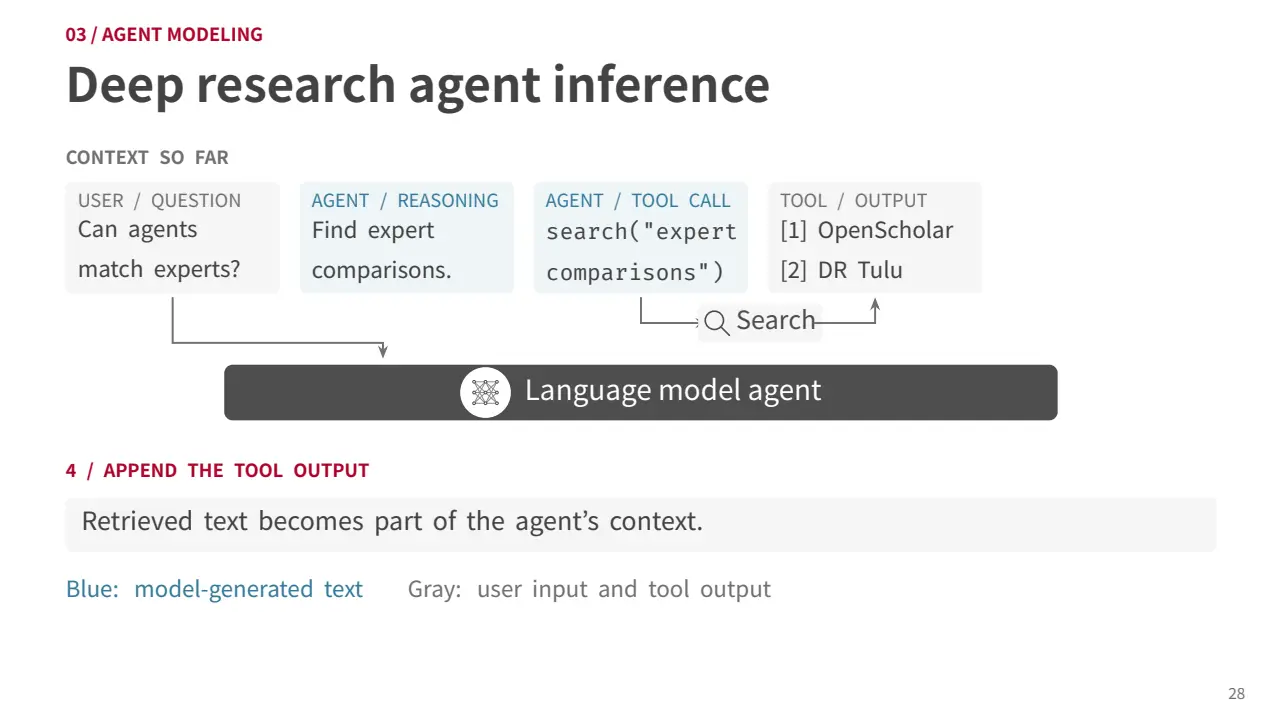 03 / AGENT MODELING
Deep research agent inference
CONTEXT SO FAR
USER / QUESTION
Can agents
match experts?
AGENT / REASONING
Find expert
comparisons.
AGENT / TOOL CALL
search("expert
comparisons")
TOOL / OUTPUT
[1] OpenScholar
[2] DR Tulu
Search
Language model agent
4 / APPEND THE TOOL OUTPUT
Retrieved text becomes part of the agent’s context.
Blue: model-generated text Gray: user input and tool output
28